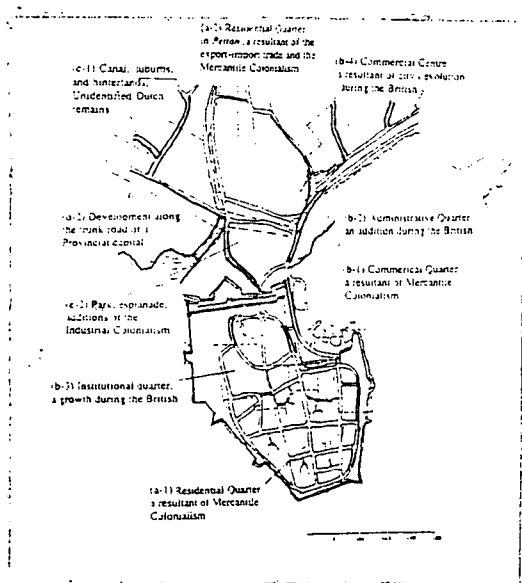 (a-3) Residential Quarter
in Pettah, a resultant of the
export-import trade and the
Mercantile Colonialism
(b-4) Commercial Centre
a resultant of city's evolution
during the British
(c-1) Canal, suburbs,
and hinterlands,
Unidentified Dutch
remains
(a-2) Development along
the trunk road of a
Provincial capital
(b-2) Administrative Quarter
an addition during the British
(b-1) Commerical Quarter
a resultant of Mercantile
Colonialism
(c-2) Park, esplanade,
additions of the
Industrial Colonialism
(b-3) Institutional quarter,
a growth during the British
(a-1) Residential Quarter
a resultant of Mercantile
Colonialism